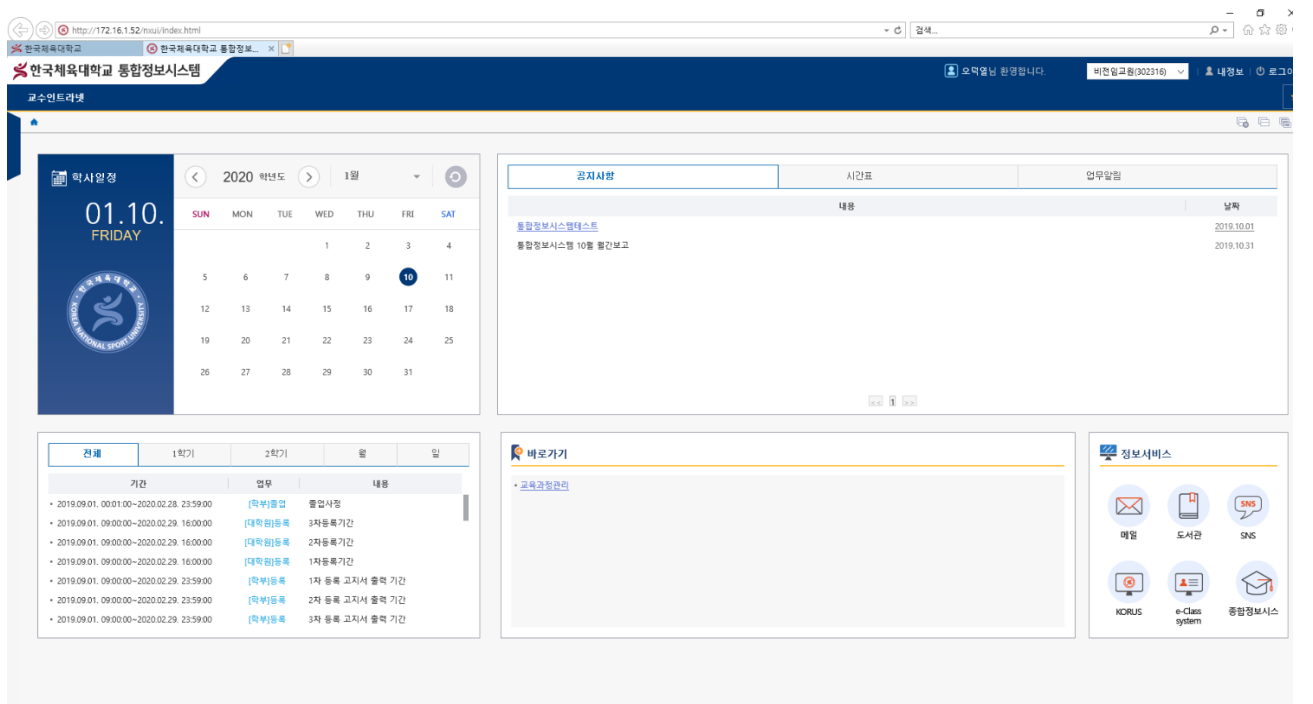 http://172.16.1.52/nxui/index.html
검색...
한국체육대학교
한국체육대학교 통합정보...
한국체육대학교 통합정보시스템
오덕열님 환영합니다.
비전임교원(302316)
내정보
로그
교수인트라넷
학사일정
01.10.
FRIDAY
한국체육대학교
KOREA NATIONAL SPORT UNIVERSITY
2020 학년도 1월
SUN MON TUE WED THU FRI SAT
1 2 3 4
5 6 7 8 9 10 11
12 13 14 15 16 17 18
19 20 21 22 23 24 25
26 27 28 29 30 31
공지사항 시간표 업무알림
내용 날짜
통합정보시스템테스트 2019.10.01
통합정보시스템 10월 월간보고 2019.10.31
<< 1 >>
전체 1학기 2학기 월 일
기간 업무 내용
• 2019.09.01. 00:01:00~2020.02.28. 23:59:00 [학부]졸업 졸업사정
• 2019.09.01. 09:00:00~2020.02.29. 16:00:00 [대학원]등록 3차등록기간
• 2019.09.01. 09:00:00~2020.02.29. 16:00:00 [대학원]등록 2차등록기간
• 2019.09.01. 09:00:00~2020.02.29. 16:00:00 [대학원]등록 1차등록기간
• 2019.09.01. 09:00:00~2020.02.29. 23:59:00 [학부]등록 1차 등록 고지서 출력 기간
• 2019.09.01. 09:00:00~2020.02.29. 23:59:00 [학부]등록 2차 등록 고지서 출력 기간
• 2019.09.01. 09:00:00~2020.02.29. 23:59:00 [학부]등록 3차 등록 고지서 출력 기간
바로가기
• 교육과정관리
정보서비스
SNS
메일 도서관 SNS
KORUS e-Class system 종합정보시스